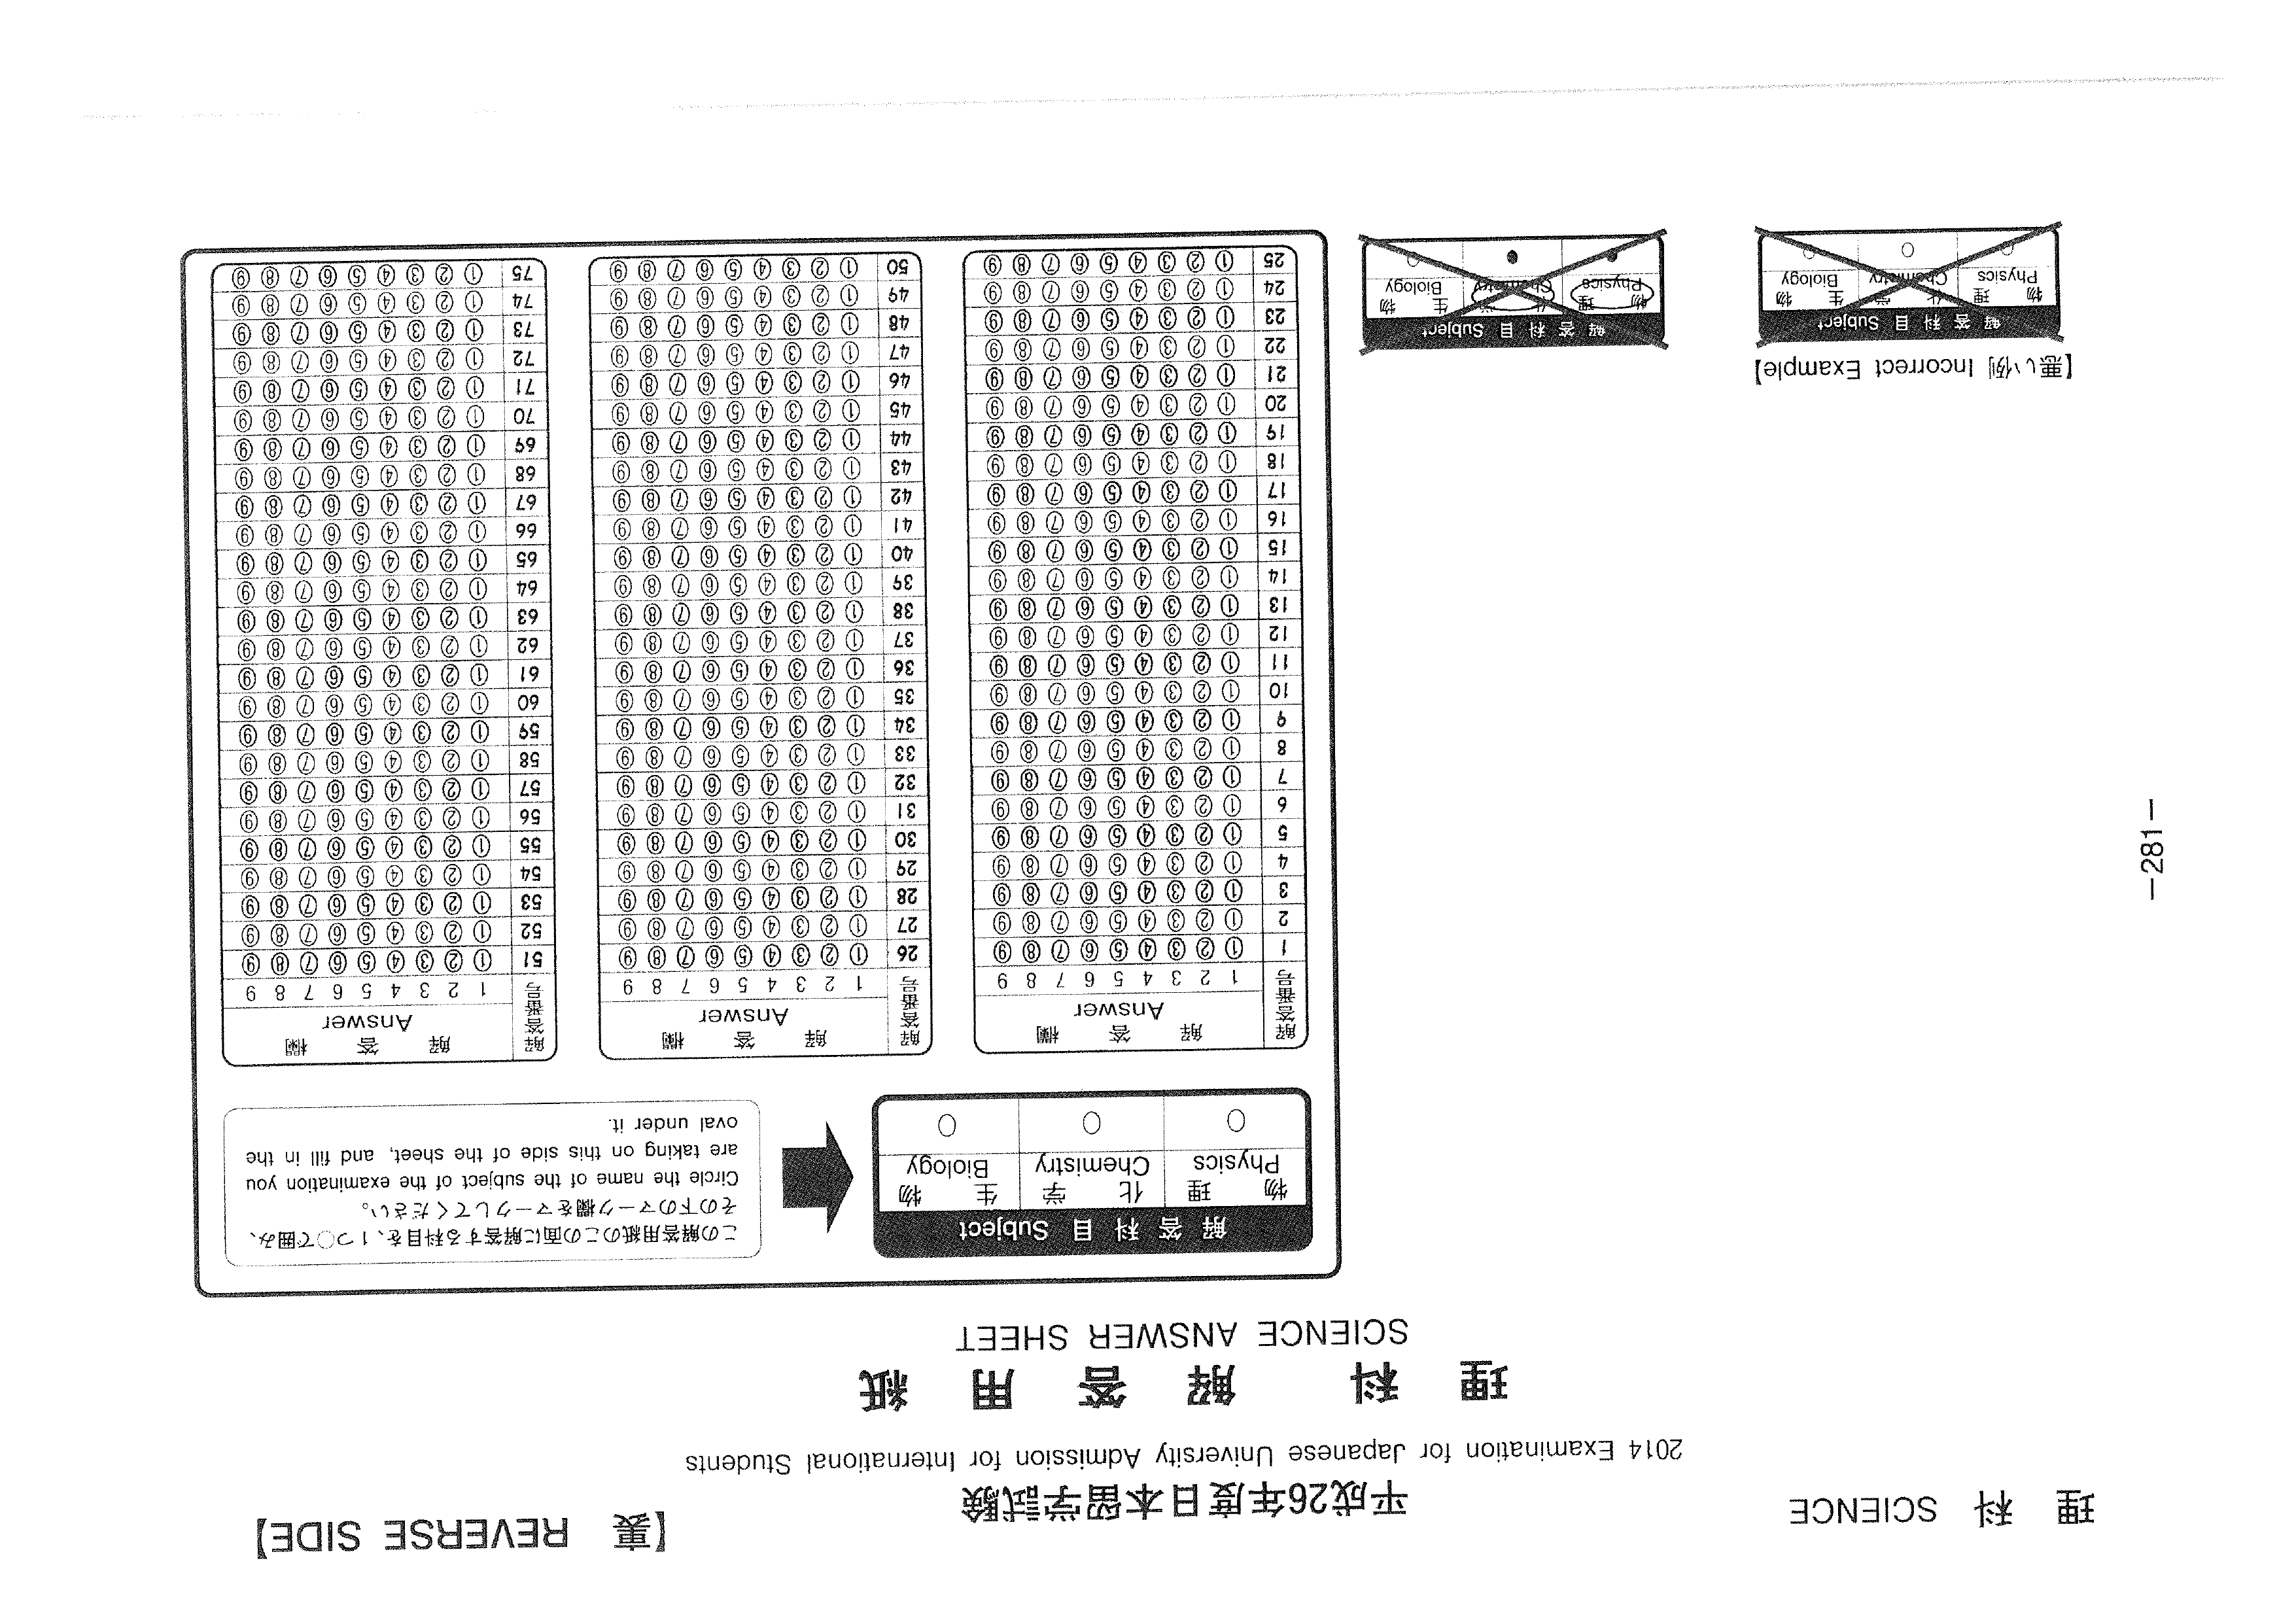 理 科 SCIENCE
【裏 REVERSE SIDE】
平成26年度日本留学試験
2014 Examination for Japanese University Admission for International Students
理 科 解 答 用 紙
SCIENCE ANSWER SHEET
解 答 科 目 Subject
物 理 化 学 生 物
Physics Chemistry Biology
この解答用紙のこの面に解答する科目を、1つ○で囲み、
その下のマーク欄をマークしてください。
Circle the name of the subject of the examination you
are taking on this side of the sheet, and fill in the
oval under it.
解答番号
解 答 欄
Answer
1 2 3 4 5 6 7 8 9
1 ① ② ③ ④ ⑤ ⑥ ⑦ ⑧ ⑨
2 ① ② ③ ④ ⑤ ⑥ ⑦ ⑧ ⑨
3 ① ② ③ ④ ⑤ ⑥ ⑦ ⑧ ⑨
4 ① ② ③ ④ ⑤ ⑥ ⑦ ⑧ ⑨
5 ① ② ③ ④ ⑤ ⑥ ⑦ ⑧ ⑨
6 ① ② ③ ④ ⑤ ⑥ ⑦ ⑧ ⑨
7 ① ② ③ ④ ⑤ ⑥ ⑦ ⑧ ⑨
8 ① ② ③ ④ ⑤ ⑥ ⑦ ⑧ ⑨
9 ① ② ③ ④ ⑤ ⑥ ⑦ ⑧ ⑨
10 ① ② ③ ④ ⑤ ⑥ ⑦ ⑧ ⑨
11 ① ② ③ ④ ⑤ ⑥ ⑦ ⑧ ⑨
12 ① ② ③ ④ ⑤ ⑥ ⑦ ⑧ ⑨
13 ① ② ③ ④ ⑤ ⑥ ⑦ ⑧ ⑨
14 ① ② ③ ④ ⑤ ⑥ ⑦ ⑧ ⑨
15 ① ② ③ ④ ⑤ ⑥ ⑦ ⑧ ⑨
16 ① ② ③ ④ ⑤ ⑥ ⑦ ⑧ ⑨
17 ① ② ③ ④ ⑤ ⑥ ⑦ ⑧ ⑨
18 ① ② ③ ④ ⑤ ⑥ ⑦ ⑧ ⑨
19 ① ② ③ ④ ⑤ ⑥ ⑦ ⑧ ⑨
20 ① ② ③ ④ ⑤ ⑥ ⑦ ⑧ ⑨
21 ① ② ③ ④ ⑤ ⑥ ⑦ ⑧ ⑨
22 ① ② ③ ④ ⑤ ⑥ ⑦ ⑧ ⑨
23 ① ② ③ ④ ⑤ ⑥ ⑦ ⑧ ⑨
24 ① ② ③ ④ ⑤ ⑥ ⑦ ⑧ ⑨
25 ① ② ③ ④ ⑤ ⑥ ⑦ ⑧ ⑨
解答番号
解 答 欄
Answer
1 2 3 4 5 6 7 8 9
26 ① ② ③ ④ ⑤ ⑥ ⑦ ⑧ ⑨
27 ① ② ③ ④ ⑤ ⑥ ⑦ ⑧ ⑨
28 ① ② ③ ④ ⑤ ⑥ ⑦ ⑧ ⑨
29 ① ② ③ ④ ⑤ ⑥ ⑦ ⑧ ⑨
30 ① ② ③ ④ ⑤ ⑥ ⑦ ⑧ ⑨
31 ① ② ③ ④ ⑤ ⑥ ⑦ ⑧ ⑨
32 ① ② ③ ④ ⑤ ⑥ ⑦ ⑧ ⑨
33 ① ② ③ ④ ⑤ ⑥ ⑦ ⑧ ⑨
34 ① ② ③ ④ ⑤ ⑥ ⑦ ⑧ ⑨
35 ① ② ③ ④ ⑤ ⑥ ⑦ ⑧ ⑨
36 ① ② ③ ④ ⑤ ⑥ ⑦ ⑧ ⑨
37 ① ② ③ ④ ⑤ ⑥ ⑦ ⑧ ⑨
38 ① ② ③ ④ ⑤ ⑥ ⑦ ⑧ ⑨
39 ① ② ③ ④ ⑤ ⑥ ⑦ ⑧ ⑨
40 ① ② ③ ④ ⑤ ⑥ ⑦ ⑧ ⑨
41 ① ② ③ ④ ⑤ ⑥ ⑦ ⑧ ⑨
42 ① ② ③ ④ ⑤ ⑥ ⑦ ⑧ ⑨
43 ① ② ③ ④ ⑤ ⑥ ⑦ ⑧ ⑨
44 ① ② ③ ④ ⑤ ⑥ ⑦ ⑧ ⑨
45 ① ② ③ ④ ⑤ ⑥ ⑦ ⑧ ⑨
46 ① ② ③ ④ ⑤ ⑥ ⑦ ⑧ ⑨
47 ① ② ③ ④ ⑤ ⑥ ⑦ ⑧ ⑨
48 ① ② ③ ④ ⑤ ⑥ ⑦ ⑧ ⑨
49 ① ② ③ ④ ⑤ ⑥ ⑦ ⑧ ⑨
50 ① ② ③ ④ ⑤ ⑥ ⑦ ⑧ ⑨
解答番号
解 答 欄
Answer
1 2 3 4 5 6 7 8 9
51 ① ② ③ ④ ⑤ ⑥ ⑦ ⑧ ⑨
52 ① ② ③ ④ ⑤ ⑥ ⑦ ⑧ ⑨
53 ① ② ③ ④ ⑤ ⑥ ⑦ ⑧ ⑨
54 ① ② ③ ④ ⑤ ⑥ ⑦ ⑧ ⑨
55 ① ② ③ ④ ⑤ ⑥ ⑦ ⑧ ⑨
56 ① ② ③ ④ ⑤ ⑥ ⑦ ⑧ ⑨
57 ① ② ③ ④ ⑤ ⑥ ⑦ ⑧ ⑨
58 ① ② ③ ④ ⑤ ⑥ ⑦ ⑧ ⑨
59 ① ② ③ ④ ⑤ ⑥ ⑦ ⑧ ⑨
60 ① ② ③ ④ ⑤ ⑥ ⑦ ⑧ ⑨
61 ① ② ③ ④ ⑤ ⑥ ⑦ ⑧ ⑨
62 ① ② ③ ④ ⑤ ⑥ ⑦ ⑧ ⑨
63 ① ② ③ ④ ⑤ ⑥ ⑦ ⑧ ⑨
64 ① ② ③ ④ ⑤ ⑥ ⑦ ⑧ ⑨
65 ① ② ③ ④ ⑤ ⑥ ⑦ ⑧ ⑨
66 ① ② ③ ④ ⑤ ⑥ ⑦ ⑧ ⑨
67 ① ② ③ ④ ⑤ ⑥ ⑦ ⑧ ⑨
68 ① ② ③ ④ ⑤ ⑥ ⑦ ⑧ ⑨
69 ① ② ③ ④ ⑤ ⑥ ⑦ ⑧ ⑨
70 ① ② ③ ④ ⑤ ⑥ ⑦ ⑧ ⑨
71 ① ② ③ ④ ⑤ ⑥ ⑦ ⑧ ⑨
72 ① ② ③ ④ ⑤ ⑥ ⑦ ⑧ ⑨
73 ① ② ③ ④ ⑤ ⑥ ⑦ ⑧ ⑨
74 ① ② ③ ④ ⑤ ⑥ ⑦ ⑧ ⑨
75 ① ② ③ ④ ⑤ ⑥ ⑦ ⑧ ⑨
【悪い例 Incorrect Example】
解 答 科 目 Subject
物 理 化 学 生 物
Physics Chemistry Biology
解 答 科 目 Subject
物 理 化 学 生 物
Physics Chemistry Biology
—281—